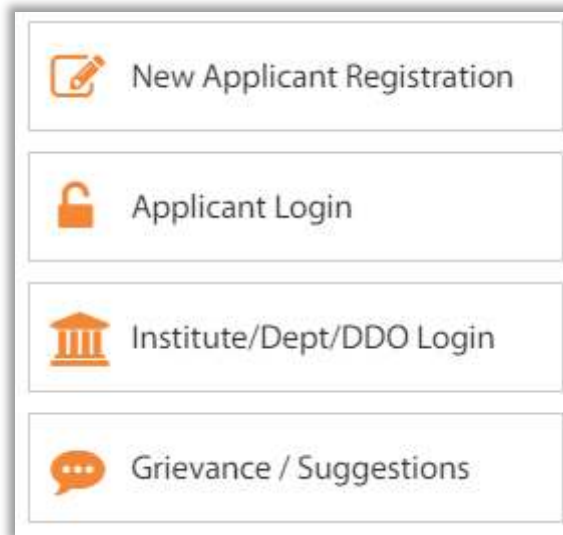 New Applicant Registration
Applicant Login
Institute/Dept/DDO Login
Grievance / Suggestions